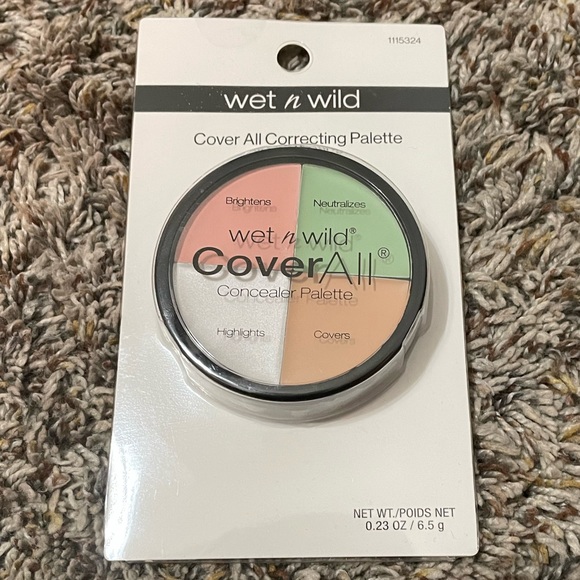 1115324
wet n wild
Cover All Correcting Palette
Brightens
Neutralizes
wet n wild®
CoverAll®
Concealer Palette
Highlights
Covers
NET WT./POIDS NET
0.23 OZ / 6.5 g